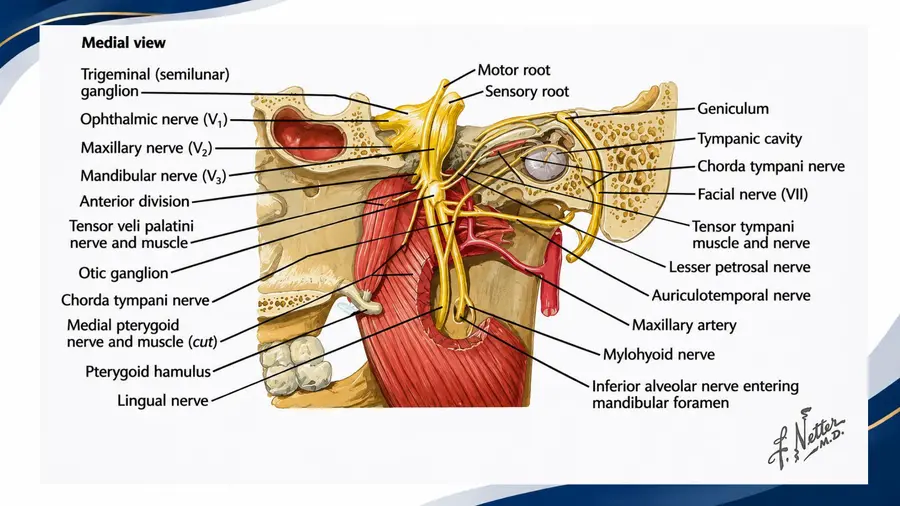 Medial view
Trigeminal (semilunar)
ganglion
Ophthalmic nerve (V₁)
Maxillary nerve (V₂)
Mandibular nerve (V₃)
Anterior division
Tensor veli palatini
nerve and muscle
Otic ganglion
Chorda tympani nerve
Medial pterygoid
nerve and muscle (cut)
Pterygoid hamulus
Lingual nerve
Motor root
Sensory root
Geniculum
Tympanic cavity
Chorda tympani nerve
Facial nerve (VII)
Tensor tympani
muscle and nerve
Lesser petrosal nerve
Auriculotemporal nerve
Maxillary artery
Mylohyoid nerve
Inferior alveolar nerve entering
mandibular foramen
F. Netter
M.D.